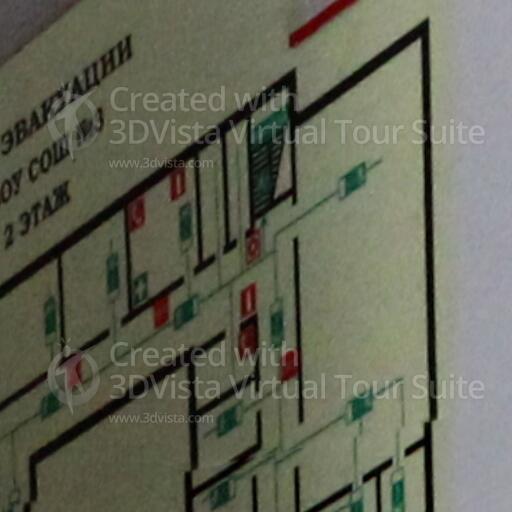 ЭВАКУАЦИИ
ОУ СОШ №3
2 ЭТАЖ
Created with
3DVista Virtual Tour Suite
www.3dvista.com
Created with
3DVista Virtual Tour Suite
www.3dvista.com